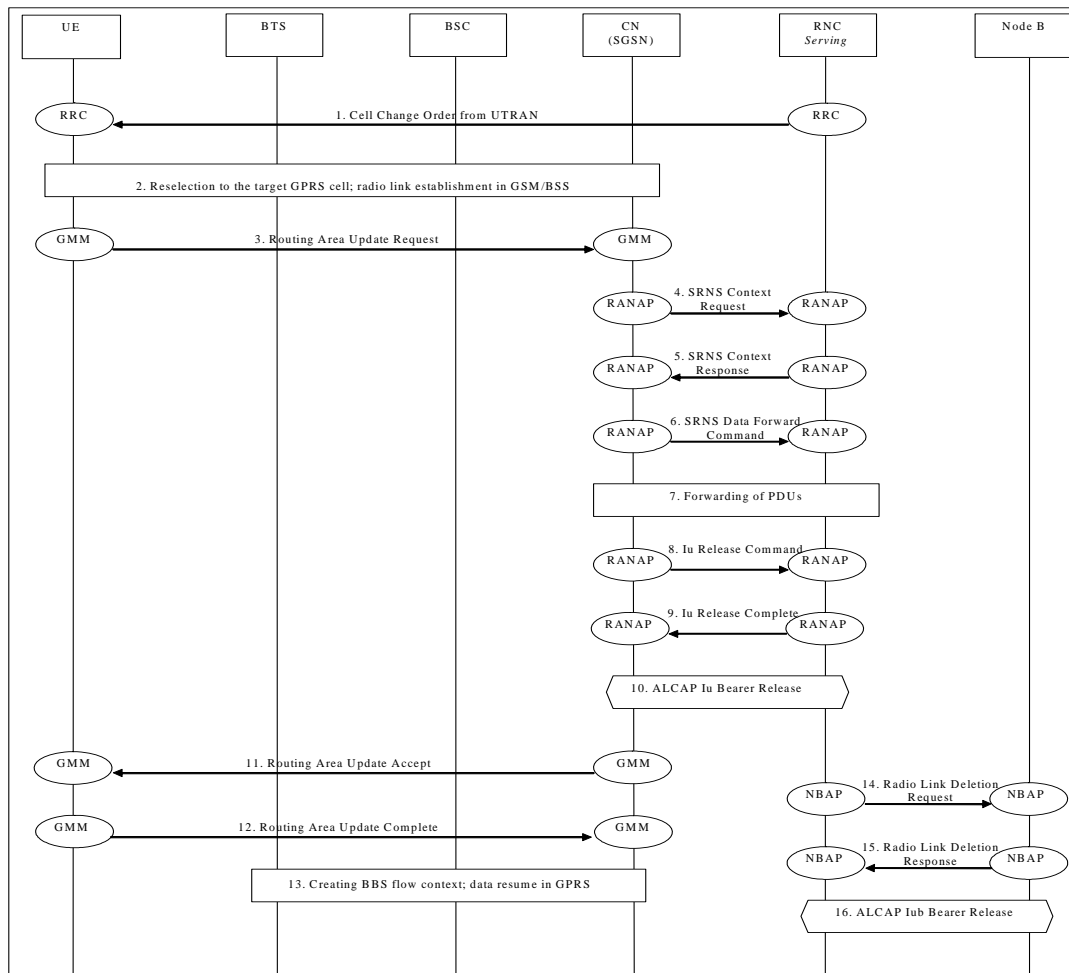 UE
BTS
BSC
CN
(SGSN)
RNC
Serving
Node B
RRC
1. Cell Change Order from UTRAN
RRC
2. Reselection to the target GPRS cell; radio link establishment in GSM/BSS
GMM
3. Routing Area Update Request
GMM
RANAP
4. SRNS Context
Request
RANAP
RANAP
5. SRNS Context
Response
RANAP
RANAP
6. SRNS Data Forward
Command
RANAP
7. Forwarding of PDUs
RANAP
8. Iu Release Command
RANAP
RANAP
9. Iu Release Complete
RANAP
10. ALCAP Iu Bearer Release
GMM
11. Routing Area Update Accept
GMM
NBAP
14. Radio Link Deletion
Request
NBAP
GMM
12. Routing Area Update Complete
GMM
NBAP
15. Radio Link Deletion
Response
NBAP
13. Creating BBS flow context; data resume in GPRS
16. ALCAP Iub Bearer Release